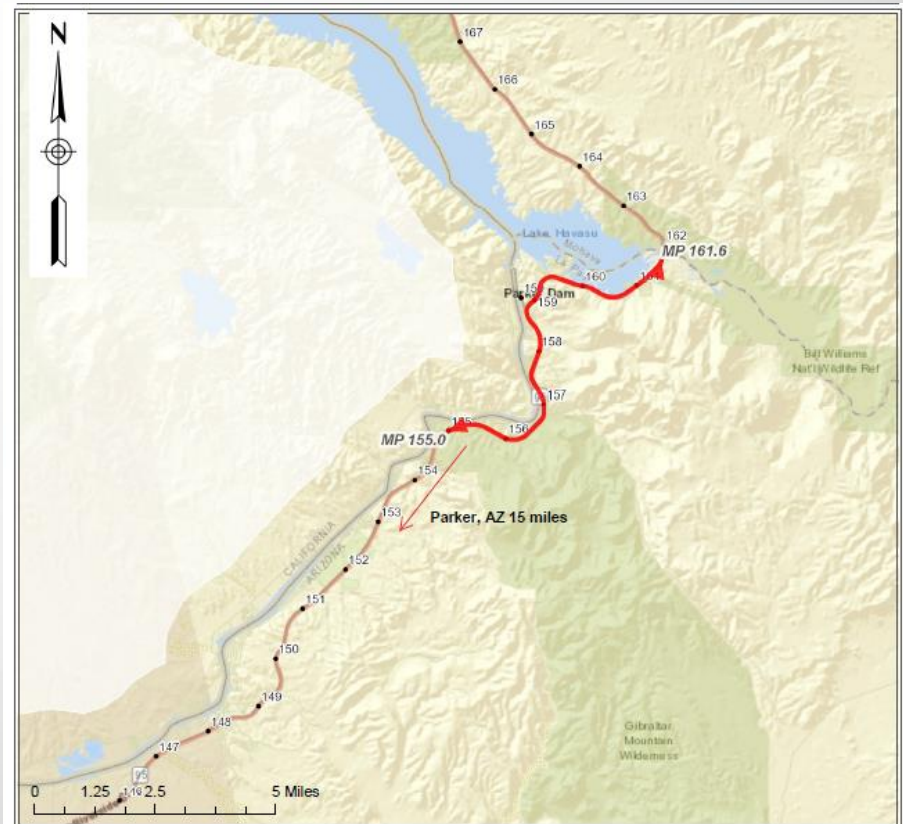 N
167
166
165
164
163
162
Lake, Havasu
Mohave
MP 161.6
160
Parker Dam
159
158
Bill Williams
Nat'l Wildlife Ref
157
156
MP 155.0
154
Parker, AZ 15 miles
153
CALIFORNIA
ARIZONA
152
151
150
149
Gibraltar
Mountain
Wilderness
148
147
95
0 1.25 2.5 5 Miles